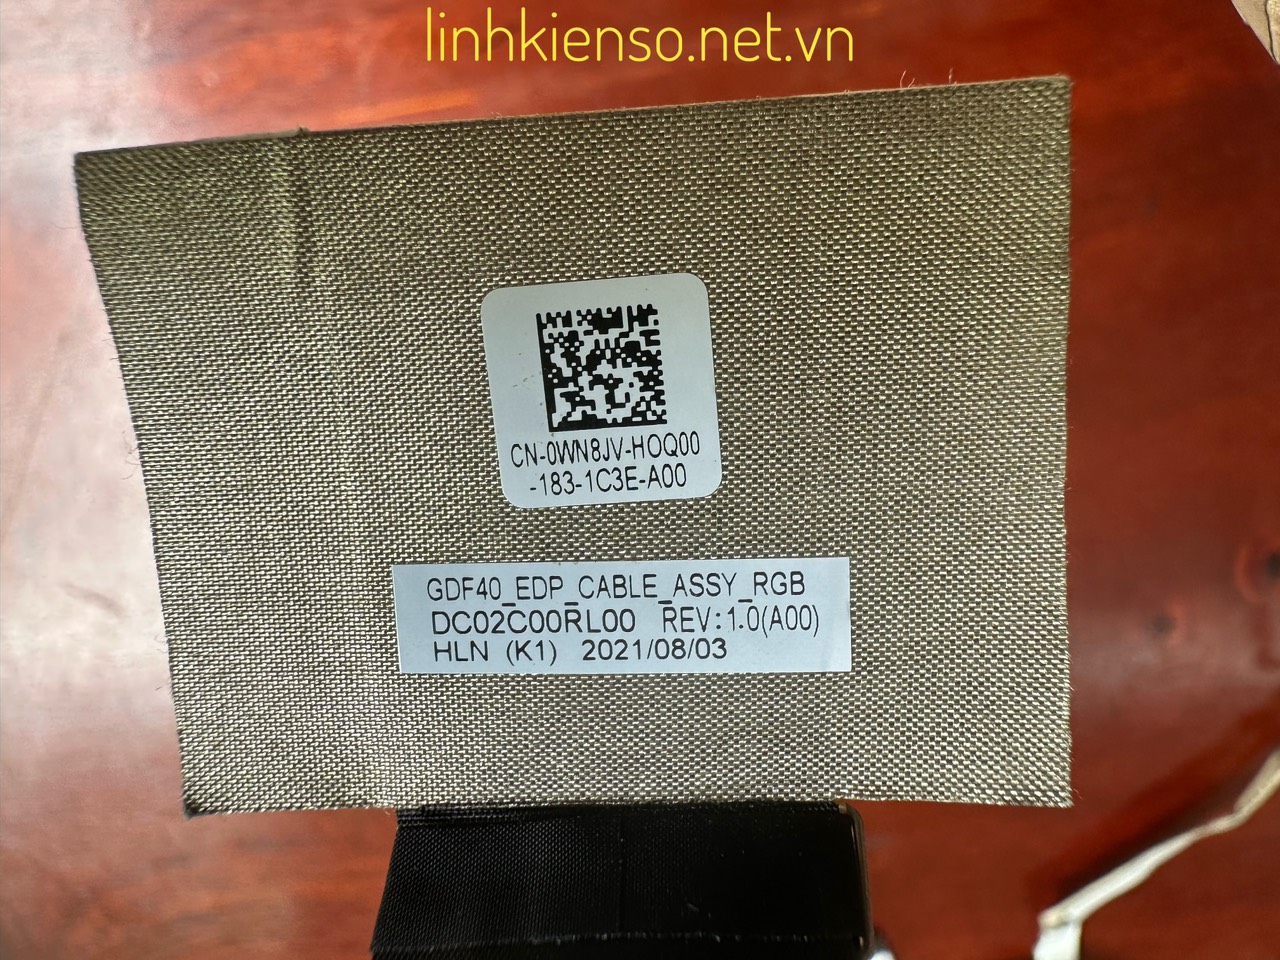 linhkienso.net.vn
CN-0WN8JV-HOQ00
-183-1C3E-A00
GDF40_EDP_CABLE_ASSY_RGB
DC02C00RL00 REV:1.0(A00)
HLN (K1) 2021/08/03